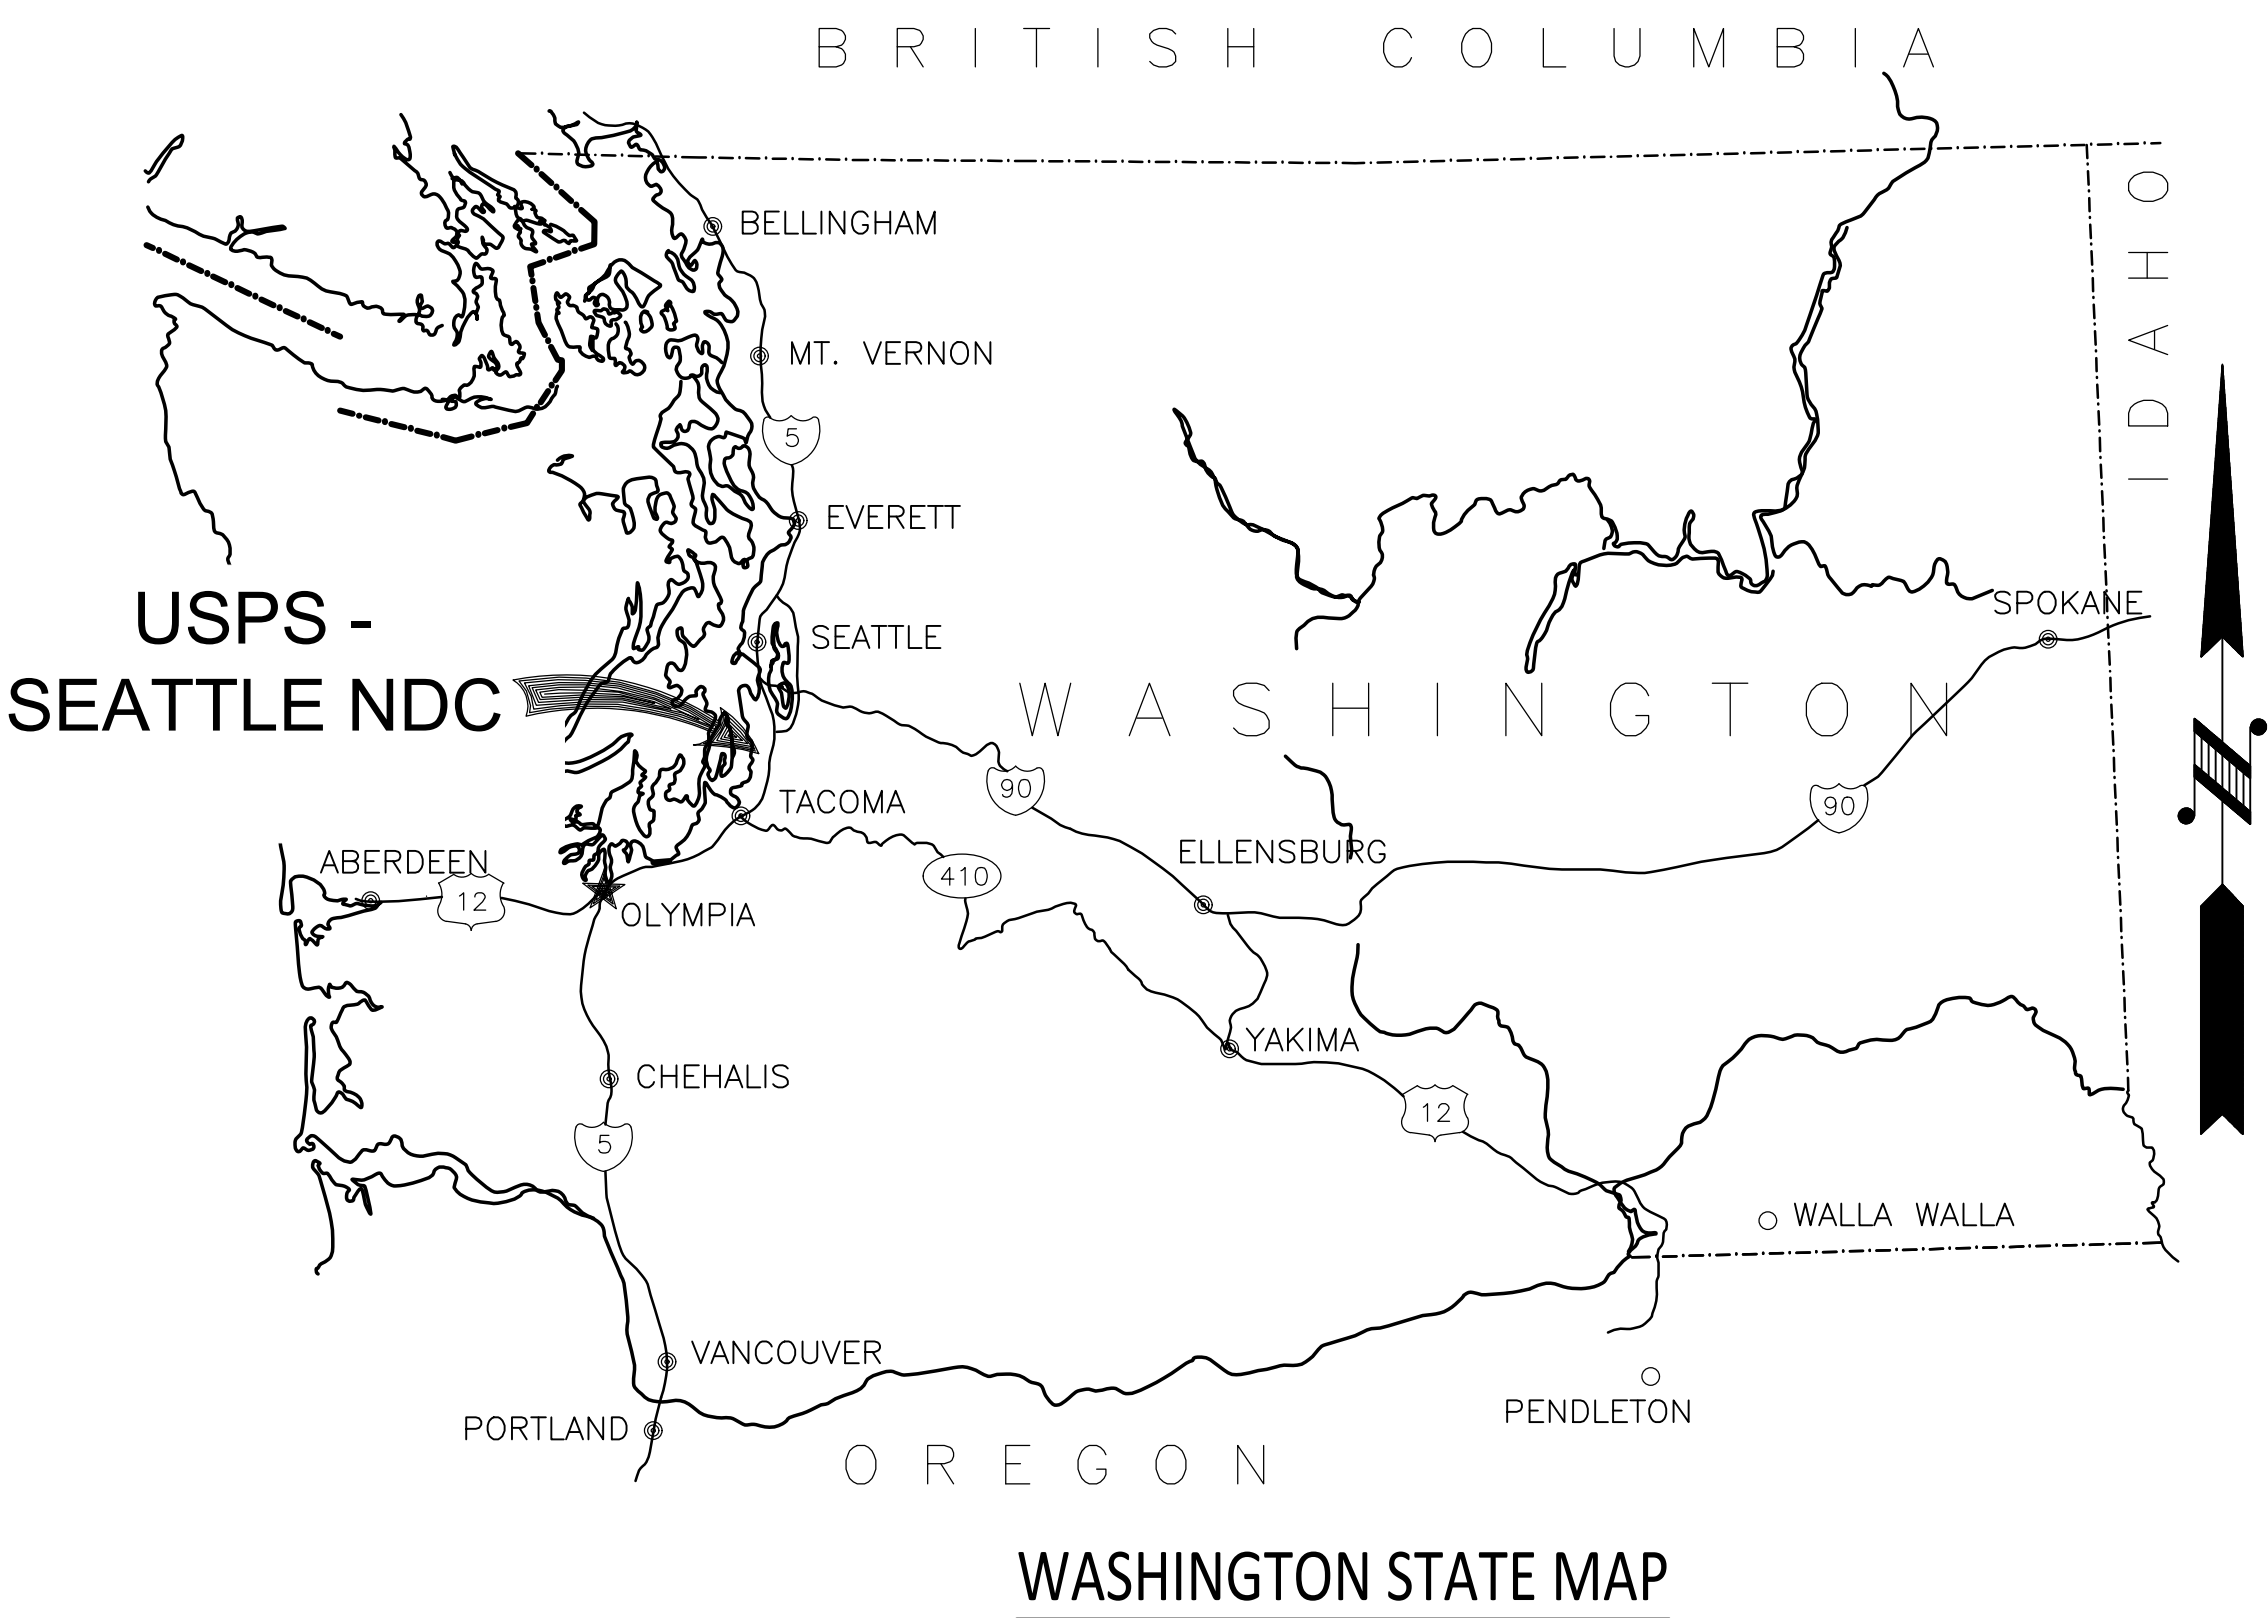 BRITISH COLUMBIA
IDAHO
BELLINGHAM
MT. VERNON
5
EVERETT
USPS -
SEATTLE NDC
SEATTLE
SPOKANE
WASHINGTON
90
90
TACOMA
ELLENSBURG
ABERDEEN
12
410
OLYMPIA
YAKIMA
CHEHALIS
12
5
WALLA WALLA
VANCOUVER
PENDLETON
PORTLAND
OREGON
WASHINGTON STATE MAP